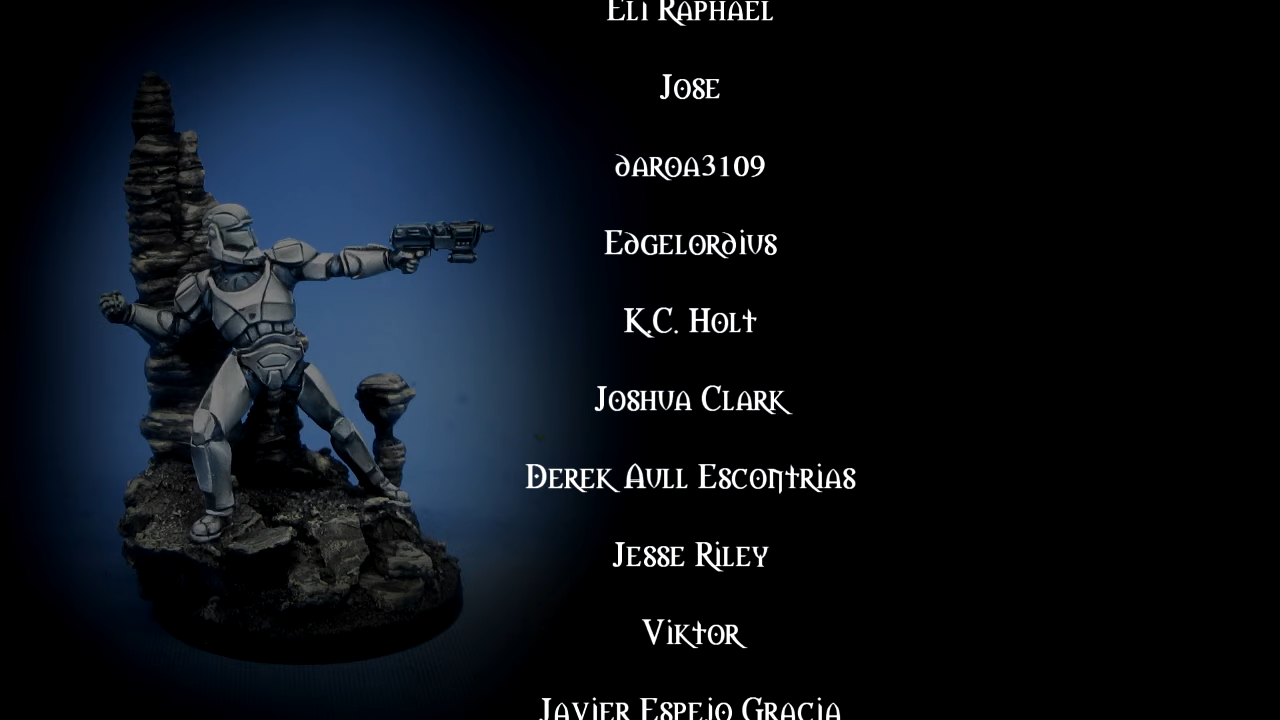 Eli Raphael
Jose
daroa3109
Edgelordius
K.C. Holt
Joshua Clark
Derek Aull Escontrias
Jesse Riley
Viktor
Javier Espejo Gracia